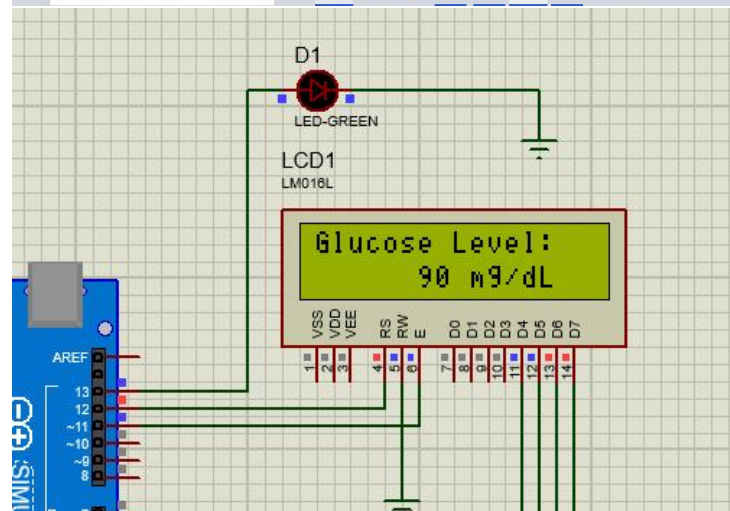 D1
LED-GREEN
LCD1
LM016L
Glucose Level:
90 mg/dL
VSS
VDD
VEE
RS
RW
E
D0
D1
D2
D3
D4
D5
D6
D7
1
2
3
4
5
6
7
8
9
10
11
12
13
14
AREF
13
12
~11
~10
~9
8